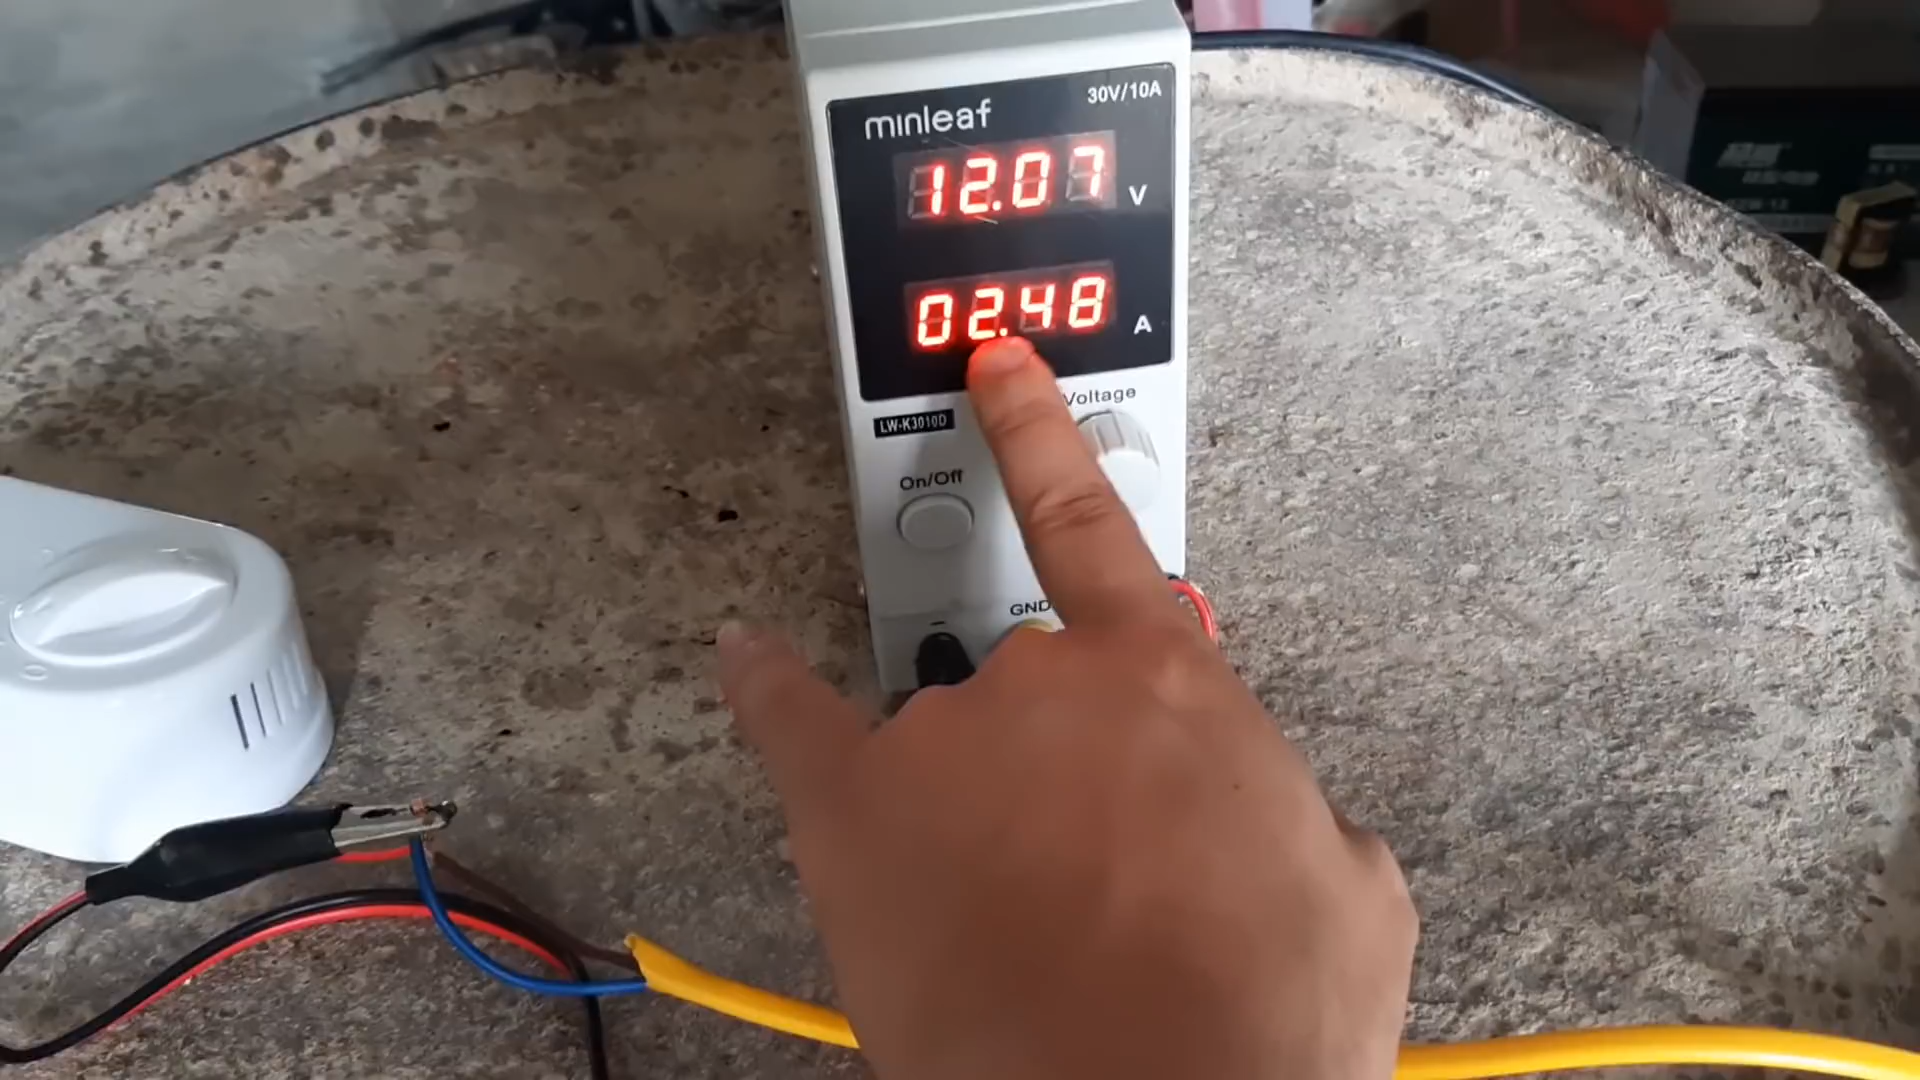 30V/10A
minleaf
12.07 V
02.48 A
Voltage
LW-K3010D
On/Off
GND
-